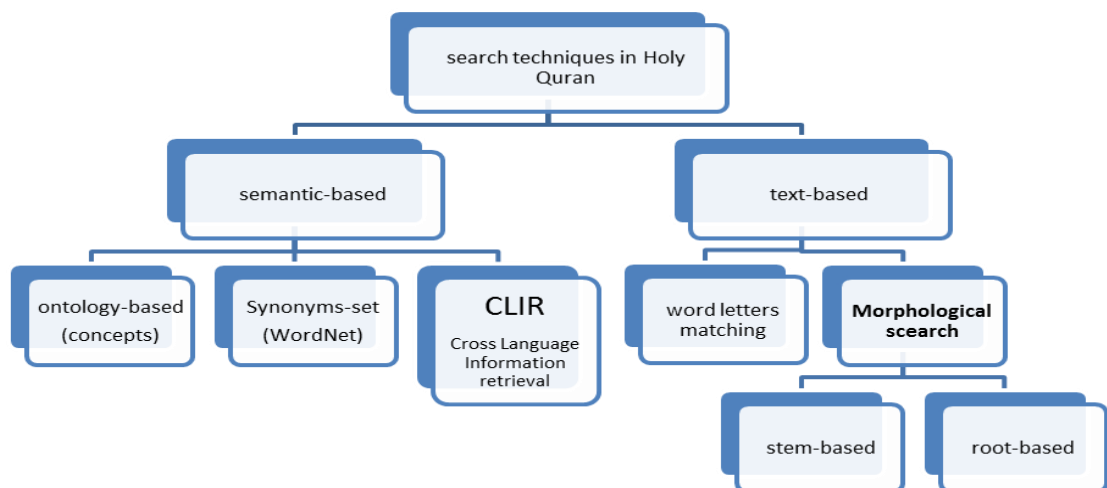 search techniques in Holy
Quran
semantic-based
text-based
ontology-based
(concepts)
Synonyms-set
(WordNet)
CLIR
Cross Language
Information
retrieval
word letters
matching
Morphological
scearch
stem-based
root-based